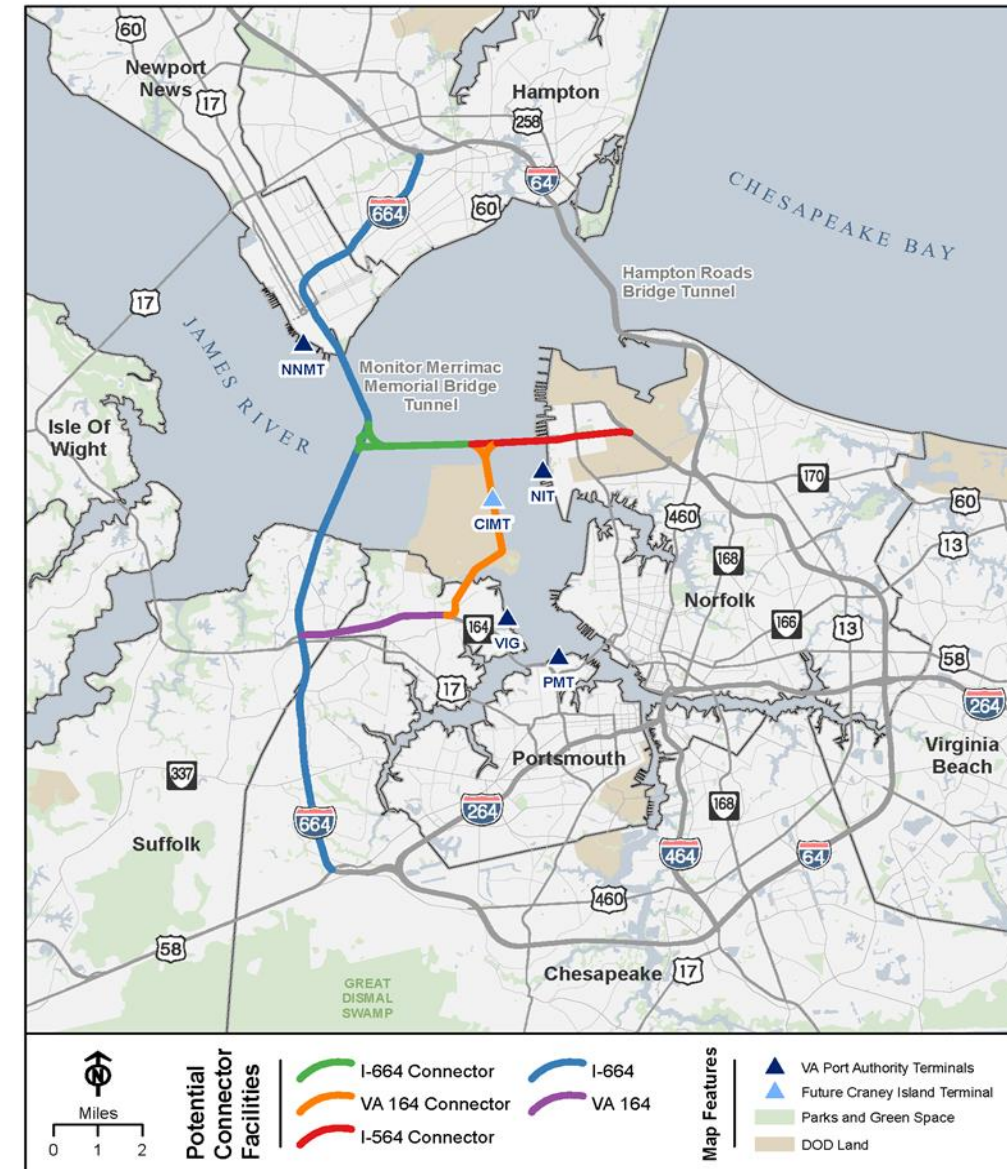 60
Newport
News
17
Hampton
258
64
664
60
CHESAPEAKE BAY
Hampton Roads
Bridge Tunnel
17
JAMES RIVER
NNMT
Monitor Merrimac
Memorial Bridge
Tunnel
Isle Of
Wight
NIT
170
CIMT
460
60
13
168
Norfolk
166
13
164
VIG
58
PMT
17
264
Portsmouth
Virginia
Beach
337
264
168
664
Suffolk
464
64
460
58
Chesapeake
17
GREAT
DISMAL
SWAMP
N
Miles
0 1 2
Potential
Connector
Facilities
I-664 Connector
VA 164 Connector
I-564 Connector
I-664
VA 164
Map Features
VA Port Authority Terminals
Future Craney Island Terminal
Parks and Green Space
DOD Land